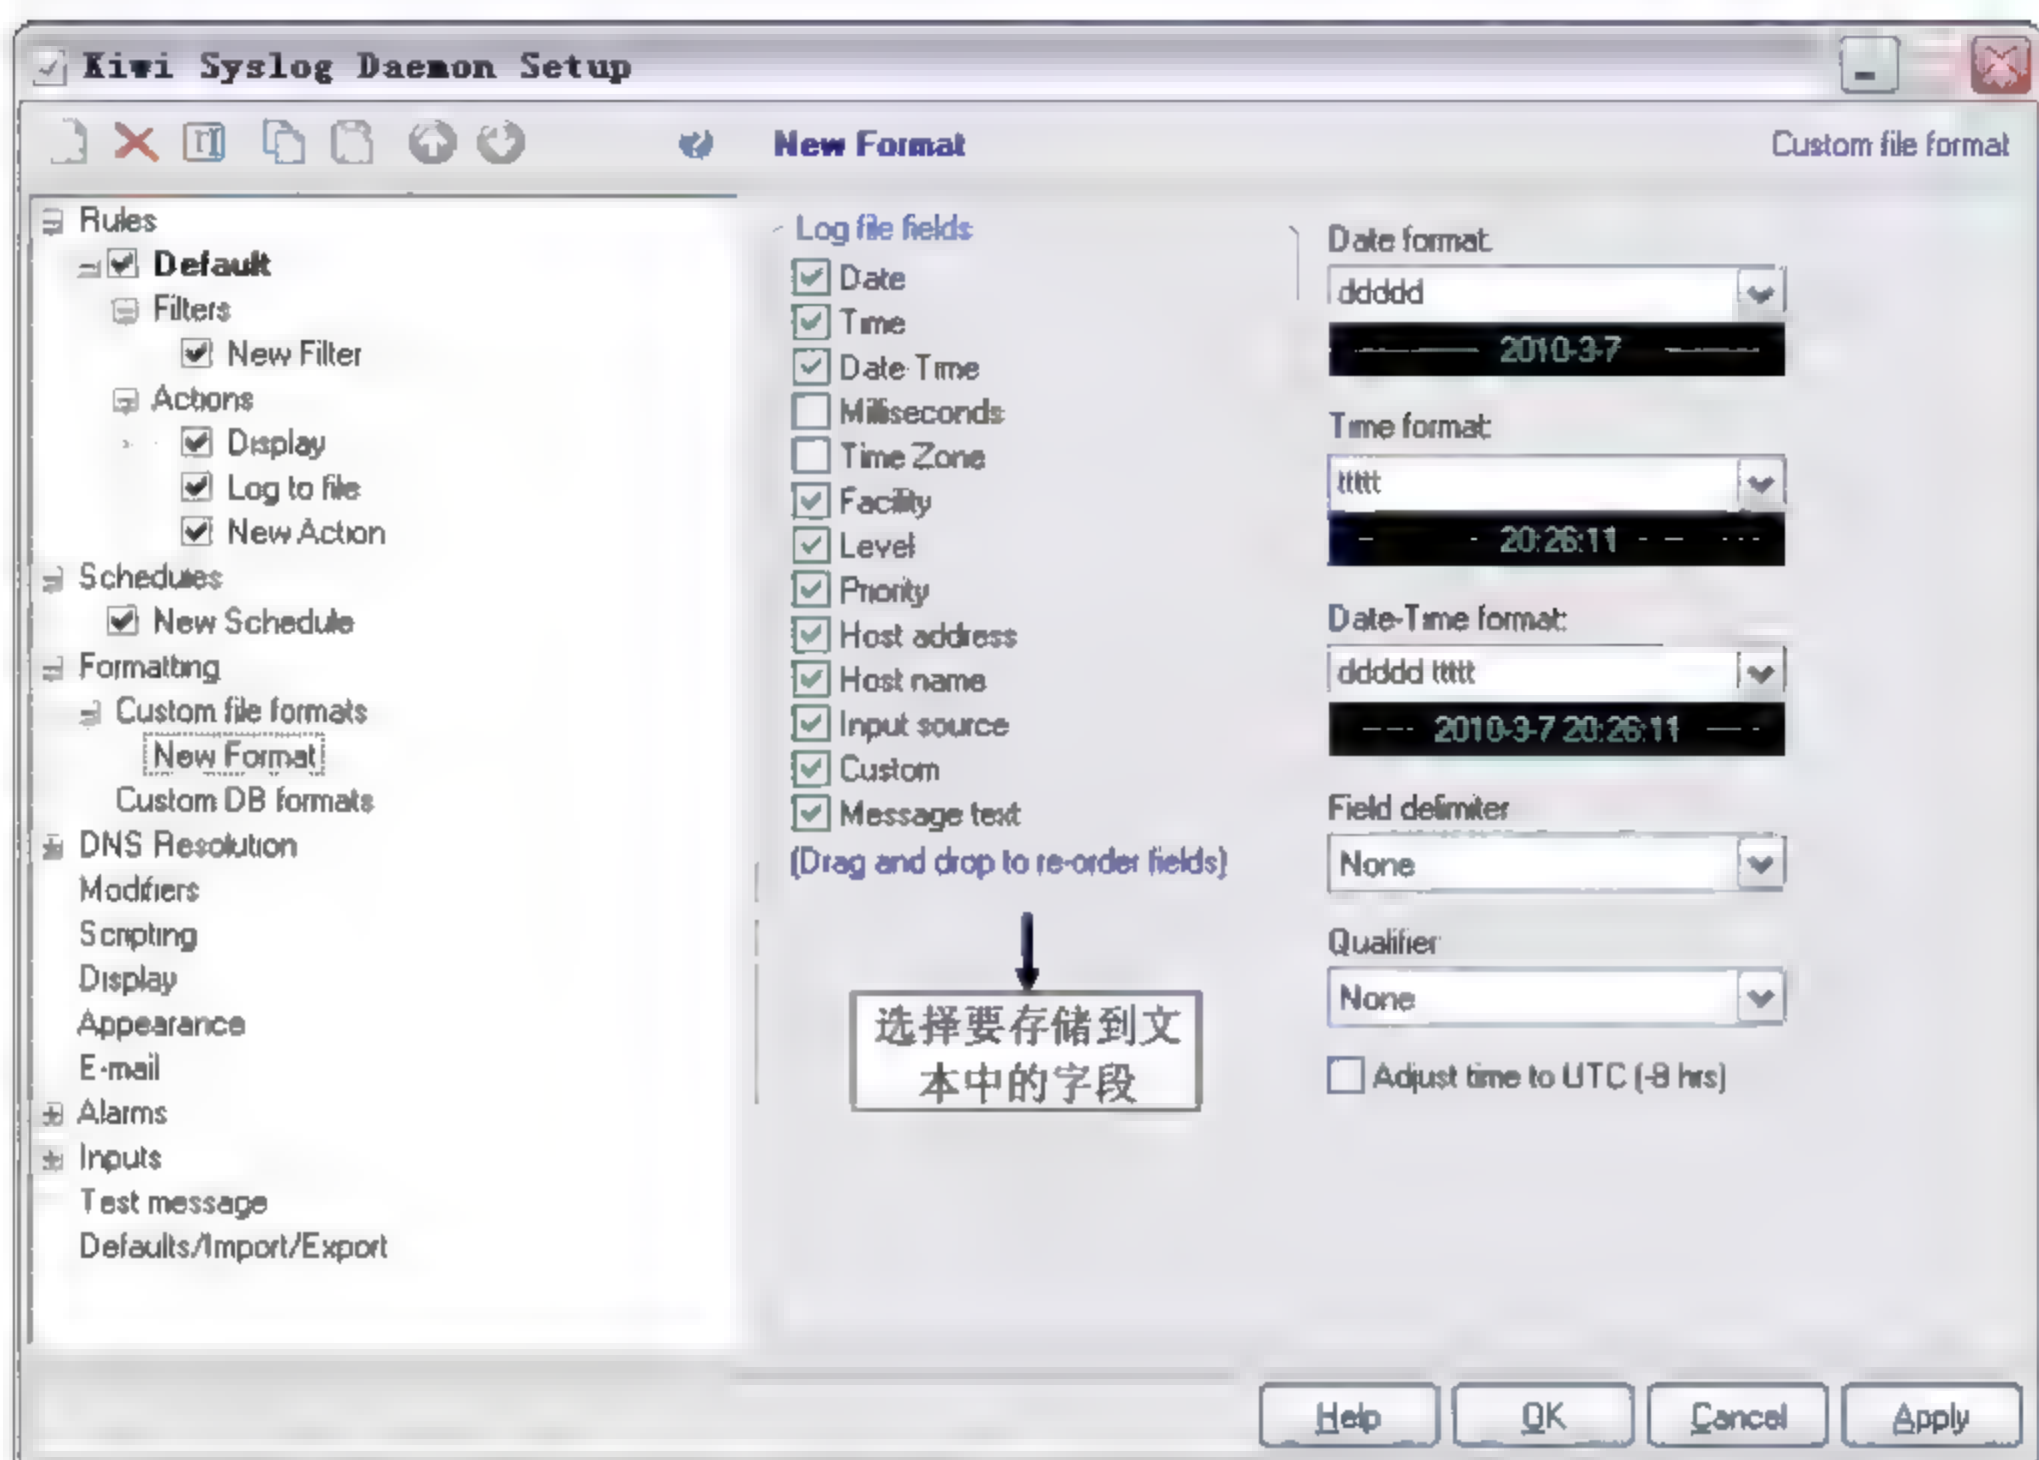 Kiwi Syslog Daemon Setup
New Format
Custom file format
Rules
Default
Filters
New Filter
Actions
Display
Log to file
New Action
Schedules
New Schedule
Formatting
Custom file formats
New Format
Custom DB formats
DNS Resolution
Modifiers
Scripting
Display
Appearance
E-mail
Alarms
Inputs
Test message
Defaults/Import/Export
Log file fields
Date
Time
Date-Time
Milliseconds
Time Zone
Facility
Level
Priority
Host address
Host name
Input source
Custom
Message text
(Drag and drop to re-order fields)
选择要存储到文
本中的字段
Date format:
ddddd
2010-3-7
Time format:
ttttt
20:26:11
Date-Time format:
ddddd ttttt
2010-3-7 20:26:11
Field delimiter
None
Qualifier
None
Adjust time to UTC (-8 hrs)
Help
OK
Cancel
Apply